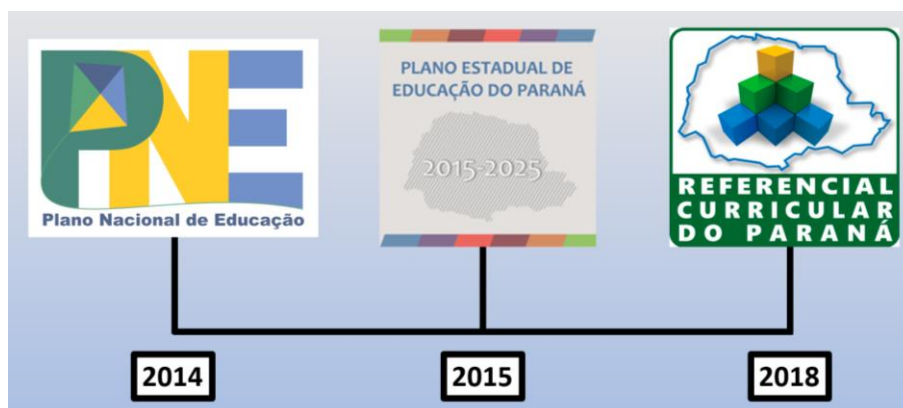 PNE
Plano Nacional de Educação
PLANO ESTADUAL DE
EDUCAÇÃO DO PARANÁ
2015-2025
REFERENCIAL
CURRICULAR
DO PARANÁ
2014
2015
2018